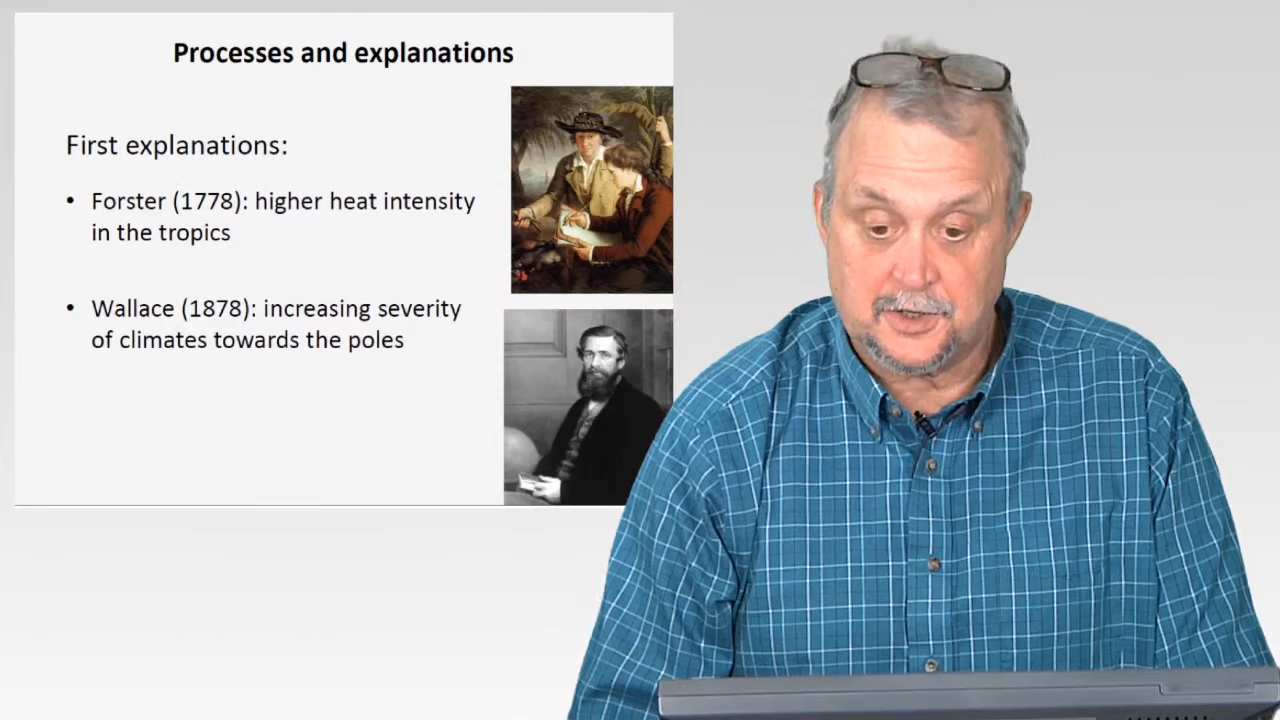 Processes and explanations
First explanations:
• Forster (1778): higher heat intensity
in the tropics
• Wallace (1878): increasing severity
of climates towards the poles